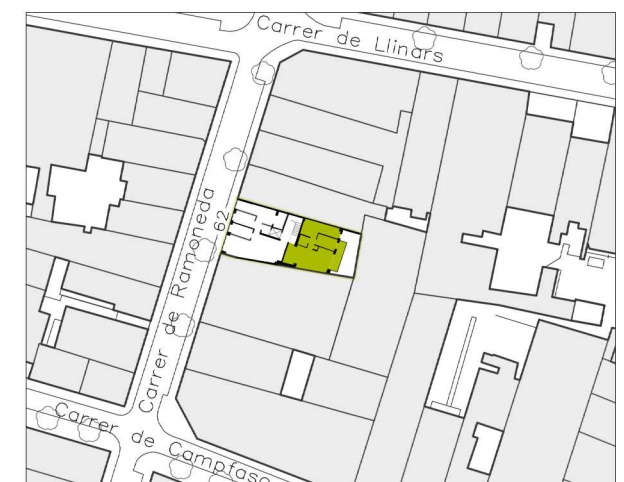 Carrer de Llinars
Carrer de Ramoneda
62
Carrer de Campfaso